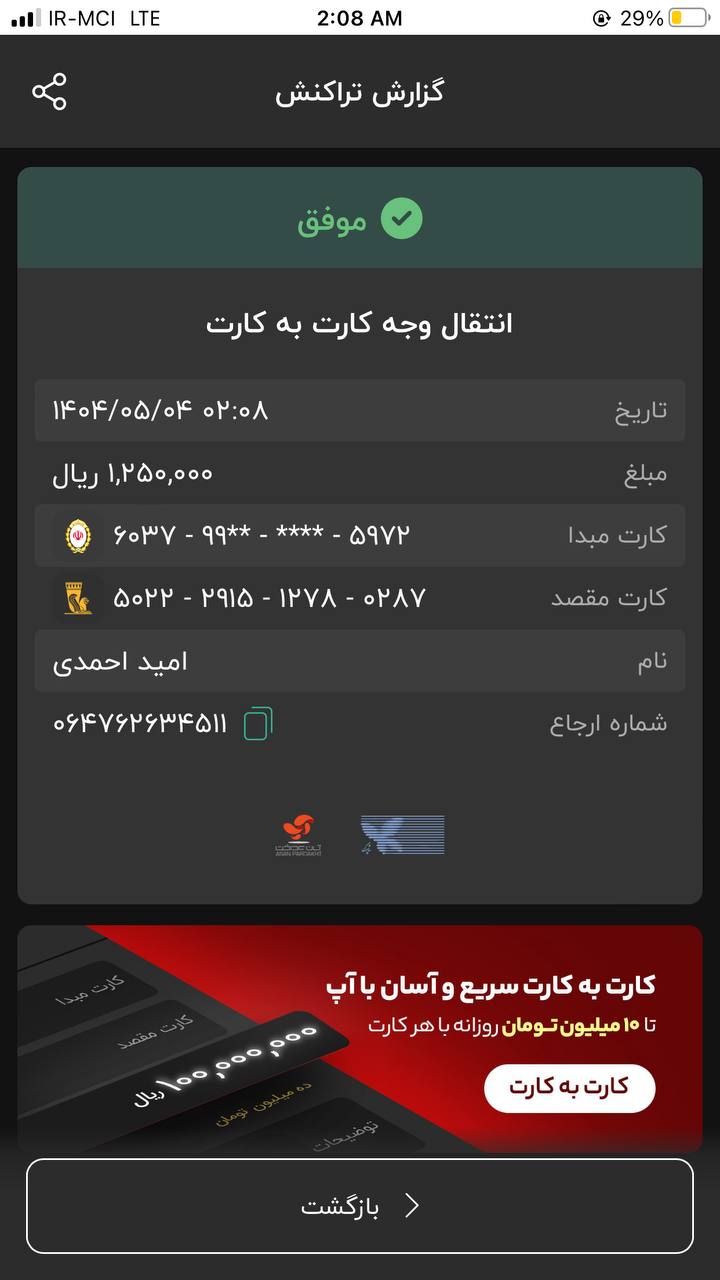 IR-MCI LTE 2:08 AM 29%
گزارش تراکنش
موفق
انتقال وجه کارت به کارت
تاریخ ۱۴۰۴/۰۵/۰۴ ۰۲:۰۸
مبلغ ۱,۲۵۰,۰۰۰ ریال
کارت مبدا ۶۰۳۷ - ۹۹** - **** - ۵۹۷۲
کارت مقصد ۵۰۲۲ - ۲۹۱۵ - ۱۲۷۸ - ۰۲۸۷
نام امید احمدی
شماره ارجاع ۰۶۴۷۶۲۶۳۴۵۱۱
آسان پرداخت
ASAN PARDAKHT
کارت به کارت سریع و آسان با آپ
تا ۱۰ میلیون تومان روزانه با هر کارت
کارت به کارت
کارت مبدا
کارت مقصد
۱۰۰,۰۰۰,۰۰۰ ریال
ده میلیون تومان
توضیحات
بازگشت